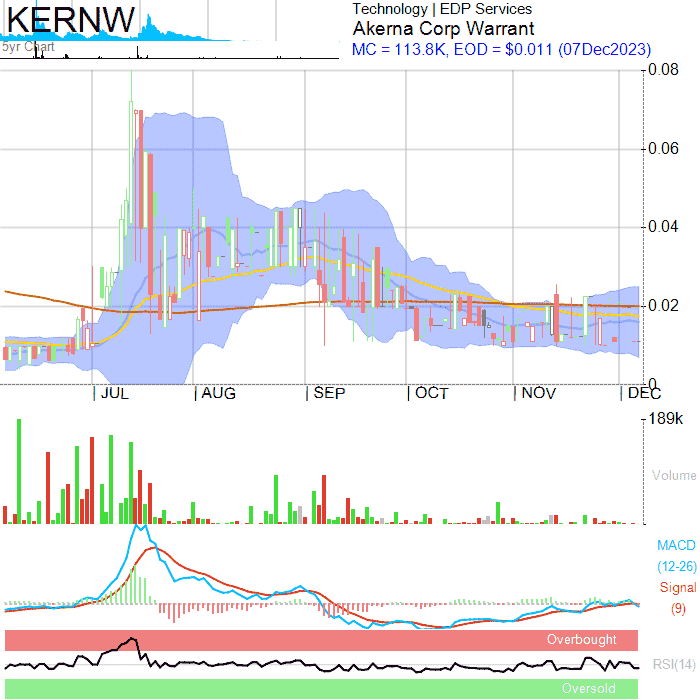 KERNW
5yr Chart
Technology | EDP Services
Akerna Corp Warrant
MC = 113.8K, EOD = $0.011 (07Dec2023)
0.08
0.06
0.04
0.02
0
JUL
AUG
SEP
OCT
NOV
DEC
189k
Volume
MACD
(12-26)
Signal
(9)
Overbought
RSI(14)
Oversold